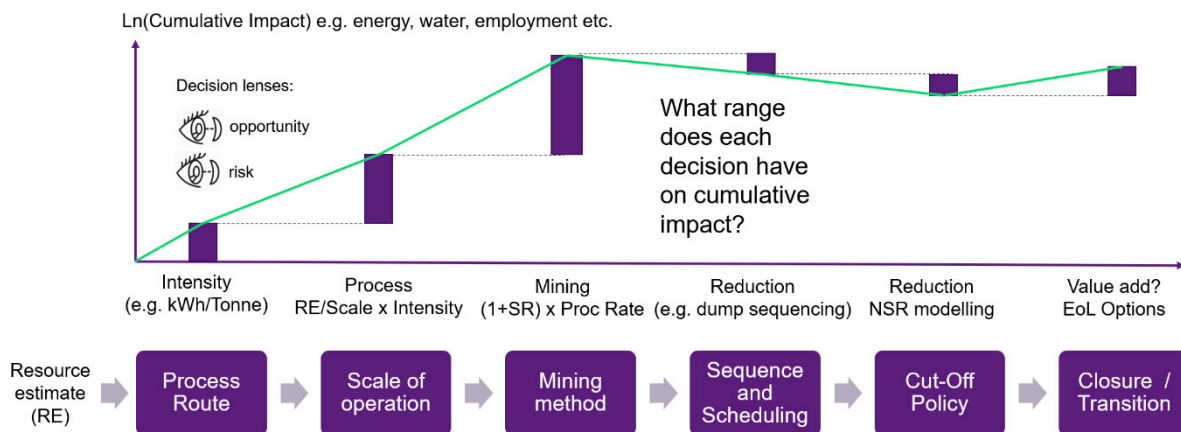 Ln(Cumulative Impact) e.g. energy, water, employment etc.
Decision lenses:
opportunity
risk
What range
does each
decision have
on cumulative
impact?
Intensity
(e.g. kWh/Tonne)
Process
RE/Scale x Intensity
Mining
(1+SR) x Proc Rate
Reduction
(e.g. dump sequencing)
Reduction
NSR modelling
Value add?
EoL Options
Resource
estimate
(RE)
Process
Route
Scale of
operation
Mining
method
Sequence
and
Scheduling
Cut-Off
Policy
Closure /
Transition